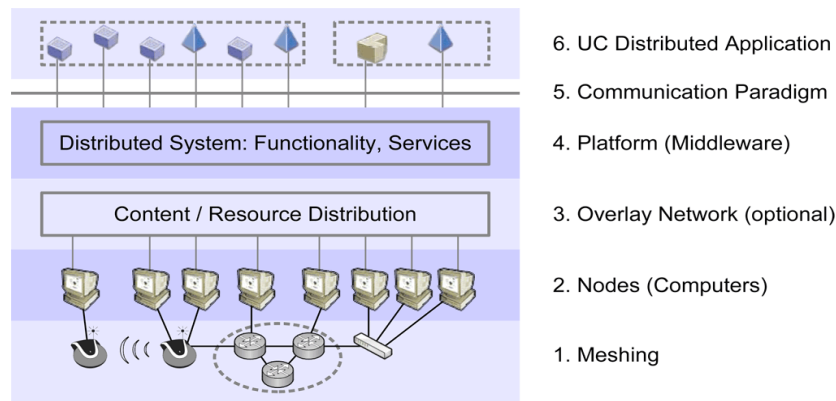 6. UC Distributed Application
5. Communication Paradigm
Distributed System: Functionality, Services
4. Platform (Middleware)
Content / Resource Distribution
3. Overlay Network (optional)
2. Nodes (Computers)
1. Meshing